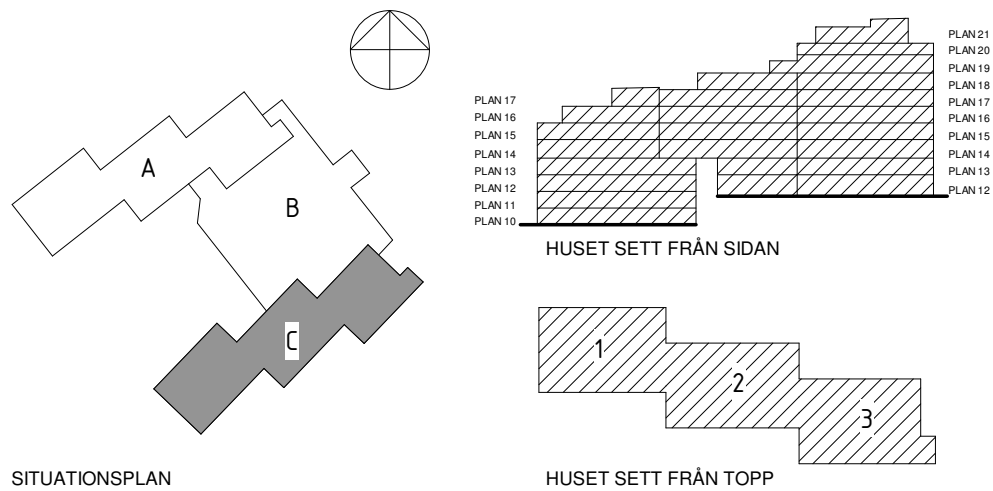 A
B
C
SITUATIONSPLAN
PLAN 17
PLAN 16
PLAN 15
PLAN 14
PLAN 13
PLAN 12
PLAN 11
PLAN 10
PLAN 21
PLAN 20
PLAN 19
PLAN 18
PLAN 17
PLAN 16
PLAN 15
PLAN 14
PLAN 13
PLAN 12
HUSET SETT FRÅN SIDAN
1
2
3
HUSET SETT FRÅN TOPP